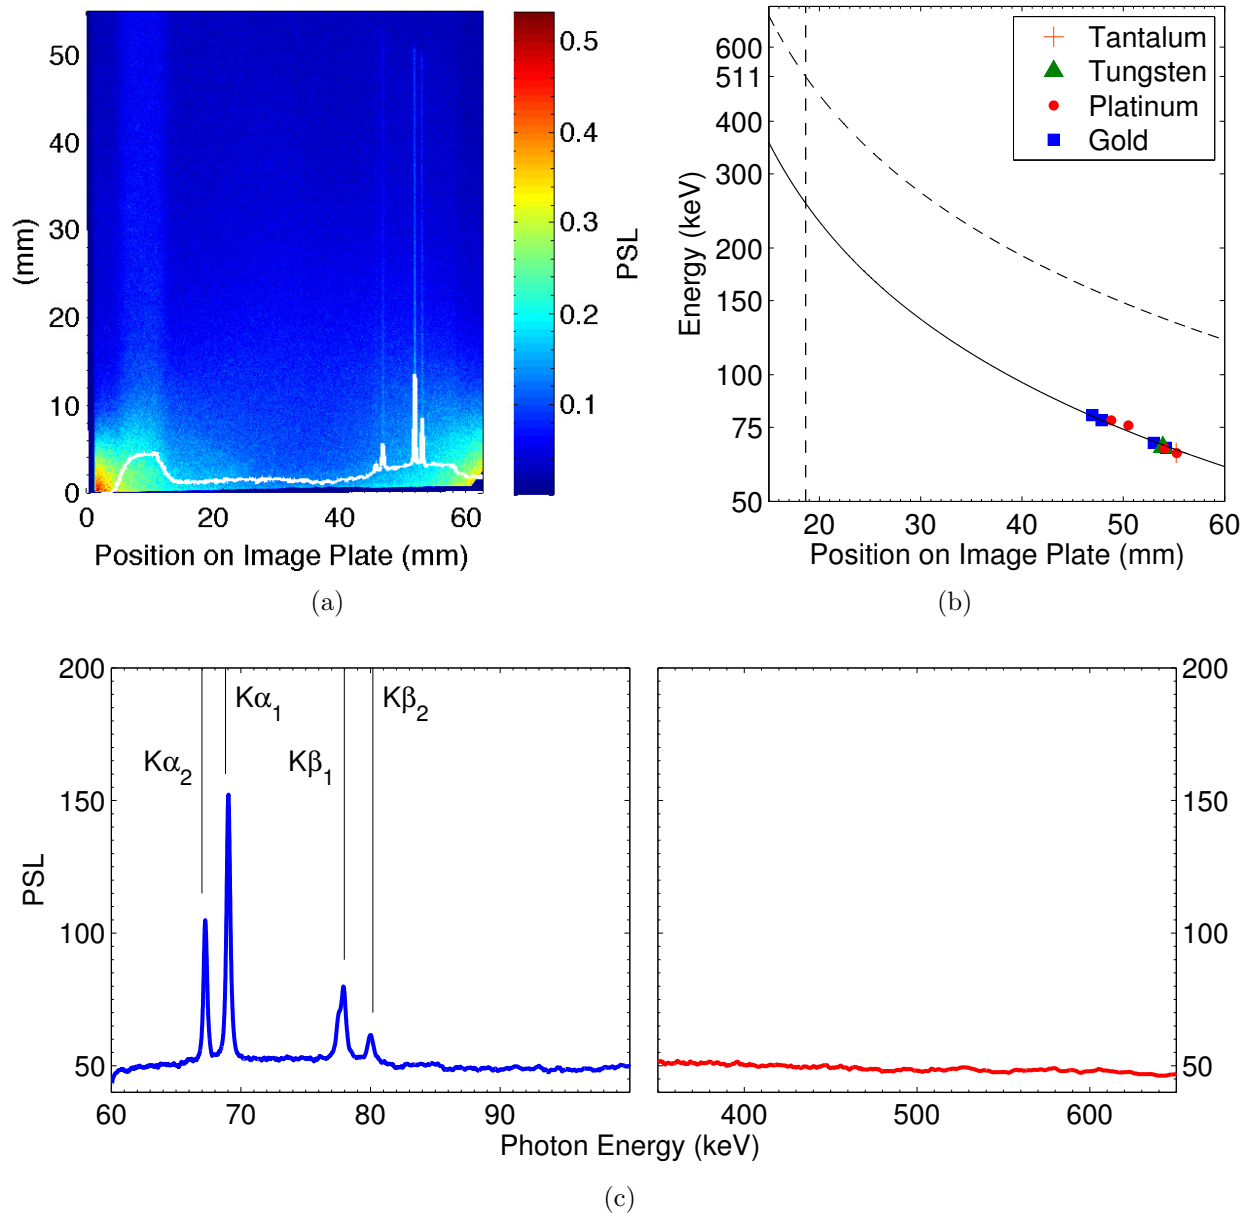 50
40
30
20
10
0
(mm)
0
20
40
60
Position on Image Plate (mm)
0.5
0.4
0.3
0.2
0.1
PSL
(a)
600
511
400
300
200
150
100
75
50
Energy (keV)
20
30
40
50
60
Position on Image Plate (mm)
Tantalum
Tungsten
Platinum
Gold
(b)
200
150
100
50
PSL
Kα₂
Kα₁
Kβ₁
Kβ₂
60
70
80
90
200
150
100
50
400
500
600
Photon Energy (keV)
(c)